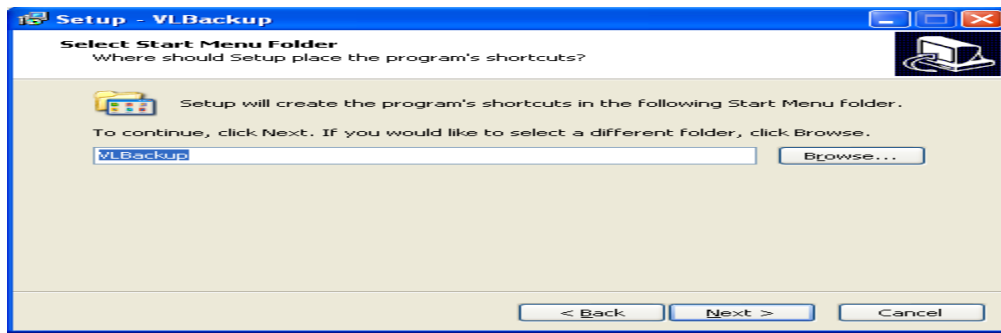 Setup - VLBackup
Select Start Menu Folder
Where should Setup place the program's shortcuts?
Setup will create the program's shortcuts in the following Start Menu folder.
To continue, click Next. If you would like to select a different folder, click Browse.
VLBackup
Browse...
< Back
Next >
Cancel